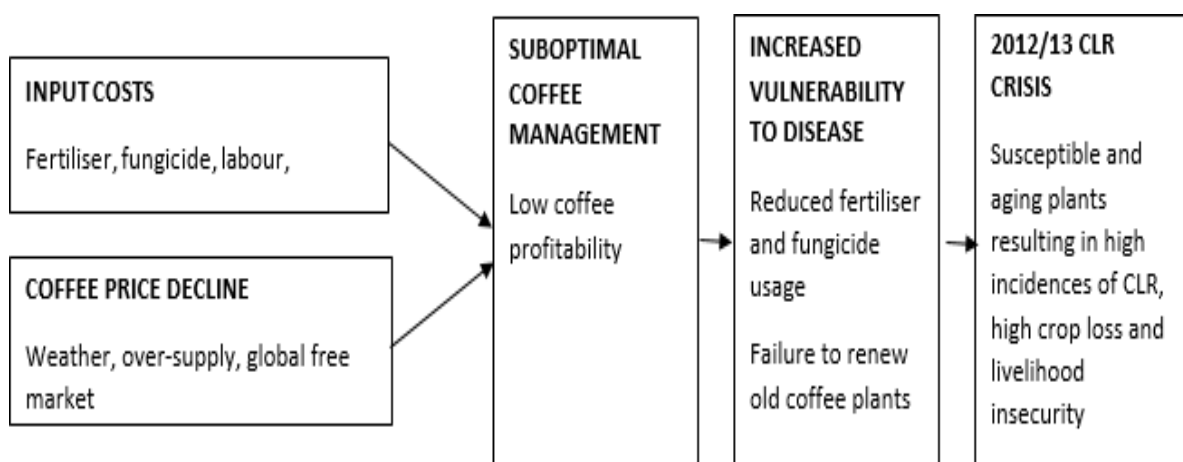 INPUT COSTS
Fertiliser, fungicide, labour,
COFFEE PRICE DECLINE
Weather, over-supply, global free
market
SUBOPTIMAL
COFFEE
MANAGEMENT
Low coffee
profitability
INCREASED
VULNERABILITY
TO DISEASE
Reduced fertiliser
and fungicide
usage
Failure to renew
old coffee plants
2012/13 CLR
CRISIS
Susceptible and
aging plants
resulting in high
incidences of CLR,
high crop loss and
livelihood
insecurity